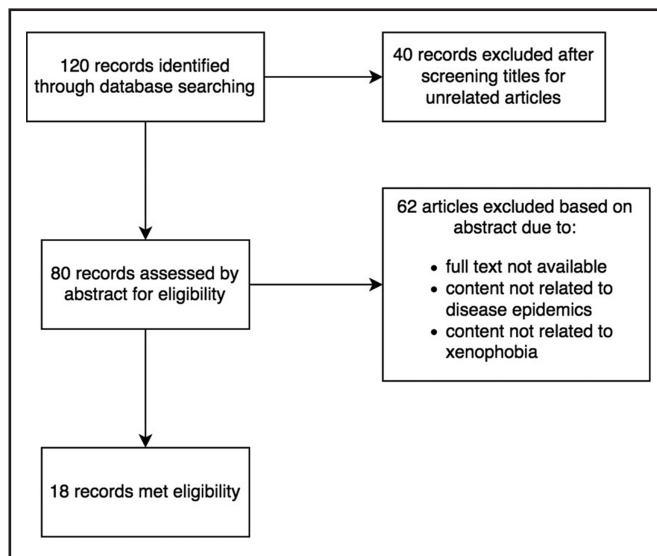 120 records identified
through database searching
40 records excluded after
screening titles for
unrelated articles
80 records assessed by
abstract for eligibility
62 articles excluded based on
abstract due to:
• full text not available
• content not related to
disease epidemics
• content not related to
xenophobia
18 records met eligibility